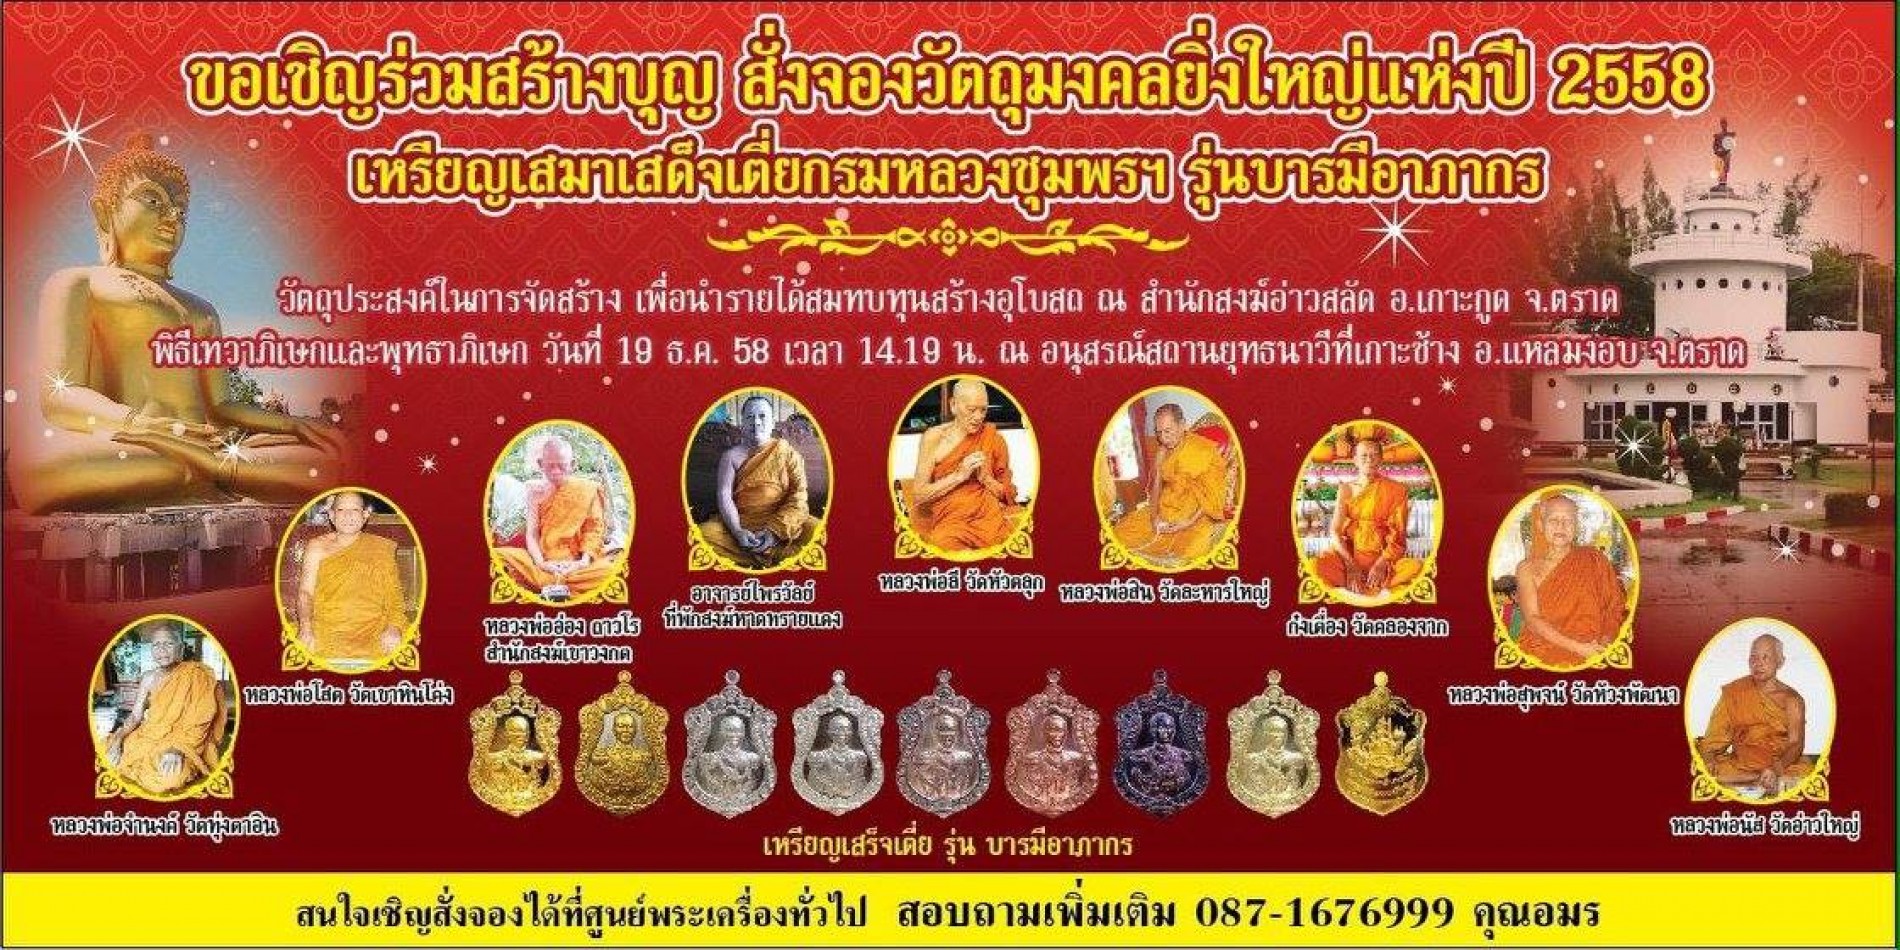 ขอเชิญร่วมสร้างบุญ สั่งจองวัตถุมงคลยิ่งใหญ่แห่งปี 2558
เหรียญเสมาเสด็จเตี่ยกรมหลวงชุมพรฯ รุ่นบารมีอาภากร
วัตถุประสงค์ในการจัดสร้าง เพื่อนำรายได้สมทบทุนสร้างอุโบสถ ณ สำนักสงฆ์อ่าวสลัด อ.เกาะกูด จ.ตราด
พิธีเทวาภิเษกและพุทธาภิเษก วันที่ 19 ธ.ค. 58 เวลา 14.19 น. ณ อนุสรณ์สถานยุทธนาวีที่เกาะช้าง อ.แหลมงอบ จ.ตราด
หลวงพ่อจำนงค์ วัดทุ่งตาอิน
หลวงพ่อโสด วัดเขาหินโค่ง
หลวงพ่ออ่อง ถาวโร
สำนักสงฆ์เขาวงกต
อาจารย์ไพรวัลย์
ที่พักสงฆ์หาดทรายแดง
หลวงพ่อลี วัดหัวตลุก
หลวงพ่อสิน วัดละหารใหญ่
ก๋งเตื่อง วัดคลองจาก
หลวงพ่อสุพจน์ วัดห้วงพัฒนา
หลวงพ่อนัส วัดอ่าวใหญ่
เหรียญเสร็จเตี่ย รุ่น บารมีอาภากร
สนใจเชิญสั่งจองได้ที่ศูนย์พระเครื่องทั่วไป สอบถามเพิ่มเติม 087-1676999 คุณอมร